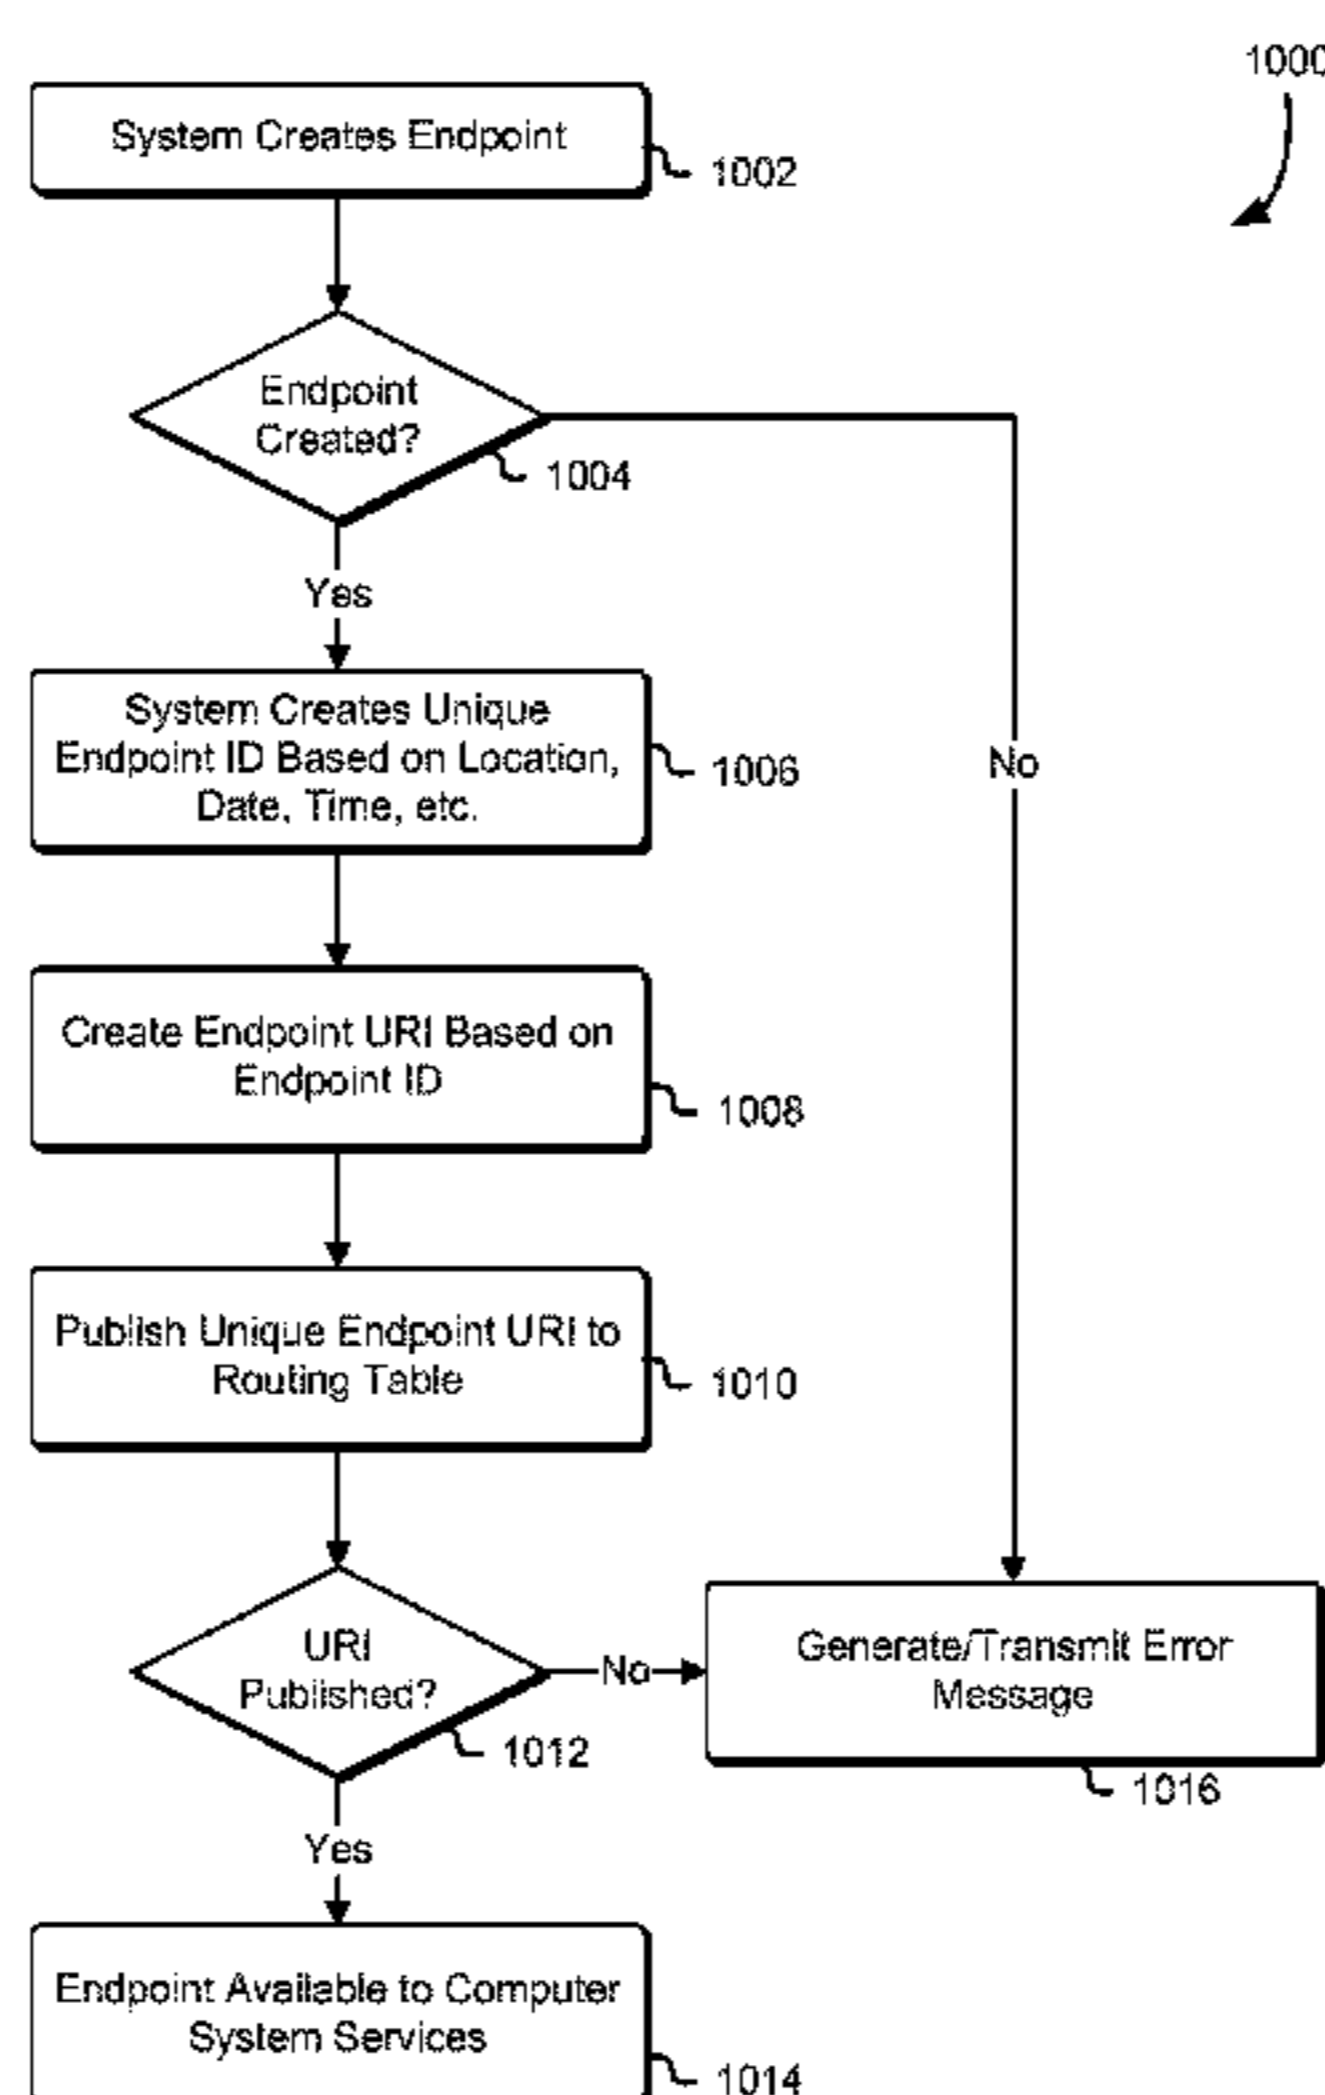 1000
System Creates Endpoint
1002
Endpoint
Created?
1004
Yes
System Creates Unique
Endpoint ID Based on Location,
Date, Time, etc.
1006
No
Create Endpoint URI Based on
Endpoint ID
1008
Publish Unique Endpoint URI to
Routing Table
1010
URI
Published?
1012
No
Generate/Transmit Error
Message
1016
Yes
Endpoint Available to Computer
System Services
1014